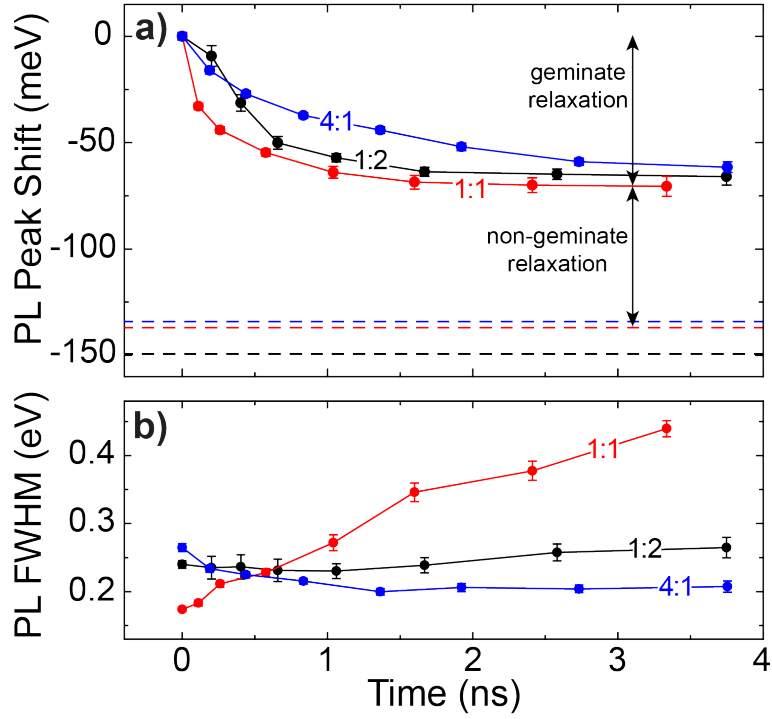 a)
PL Peak Shift (meV)
0
-50
-100
-150
geminate
relaxation
4:1
1:2
1:1
non-geminate
relaxation
b)
PL FWHM (eV)
0.4
0.3
0.2
1:1
1:2
4:1
0 1 2 3 4
Time (ns)